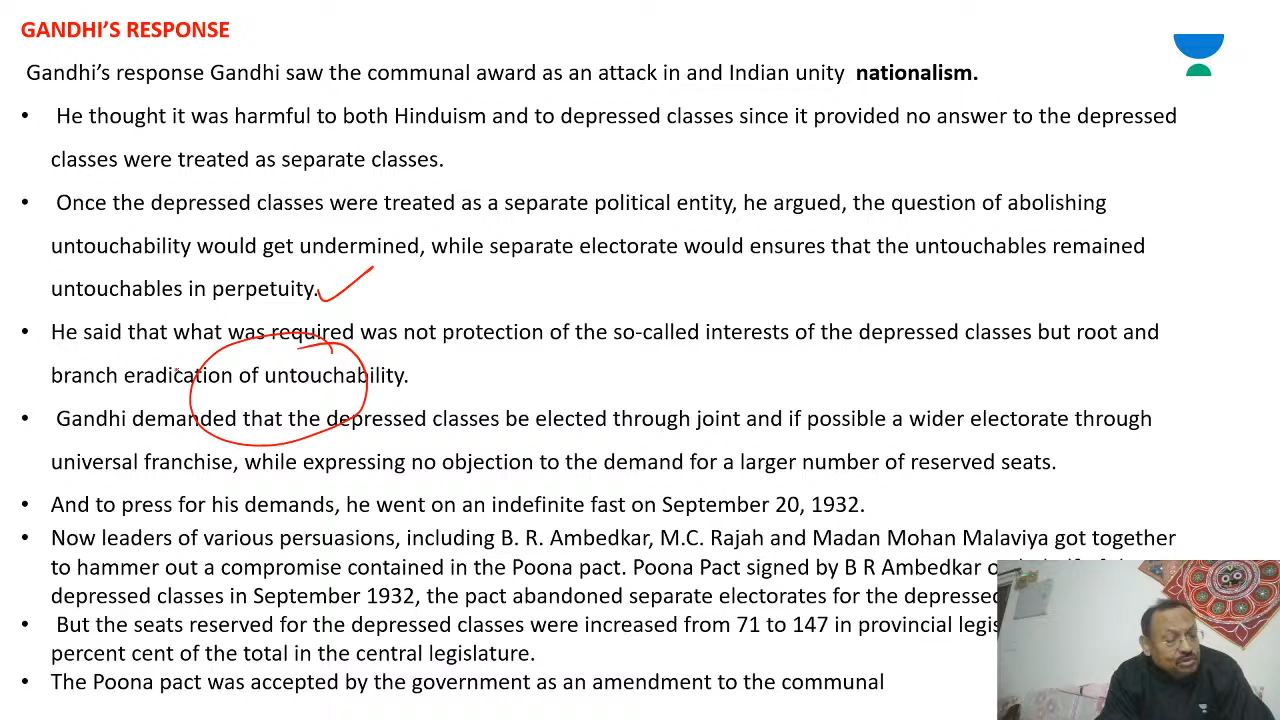 GANDHI’S RESPONSE
Gandhi’s response Gandhi saw the communal award as an attack in and Indian unity nationalism.
• He thought it was harmful to both Hinduism and to depressed classes since it provided no answer to the depressed
classes were treated as separate classes.
• Once the depressed classes were treated as a separate political entity, he argued, the question of abolishing
untouchability would get undermined, while separate electorate would ensures that the untouchables remained
untouchables in perpetuity.
• He said that what was required was not protection of the so-called interests of the depressed classes but root and
branch eradication of untouchability.
• Gandhi demanded that the depressed classes be elected through joint and if possible a wider electorate through
universal franchise, while expressing no objection to the demand for a larger number of reserved seats.
• And to press for his demands, he went on an indefinite fast on September 20, 1932.
• Now leaders of various persuasions, including B. R. Ambedkar, M.C. Rajah and Madan Mohan Malaviya got together
to hammer out a compromise contained in the Poona pact. Poona Pact signed by B R Ambedkar
depressed classes in September 1932, the pact abandoned separate electorates for the depressed
• But the seats reserved for the depressed classes were increased from 71 to 147 in provincial
percent cent of the total in the central legislature.
• The Poona pact was accepted by the government as an amendment to the communal